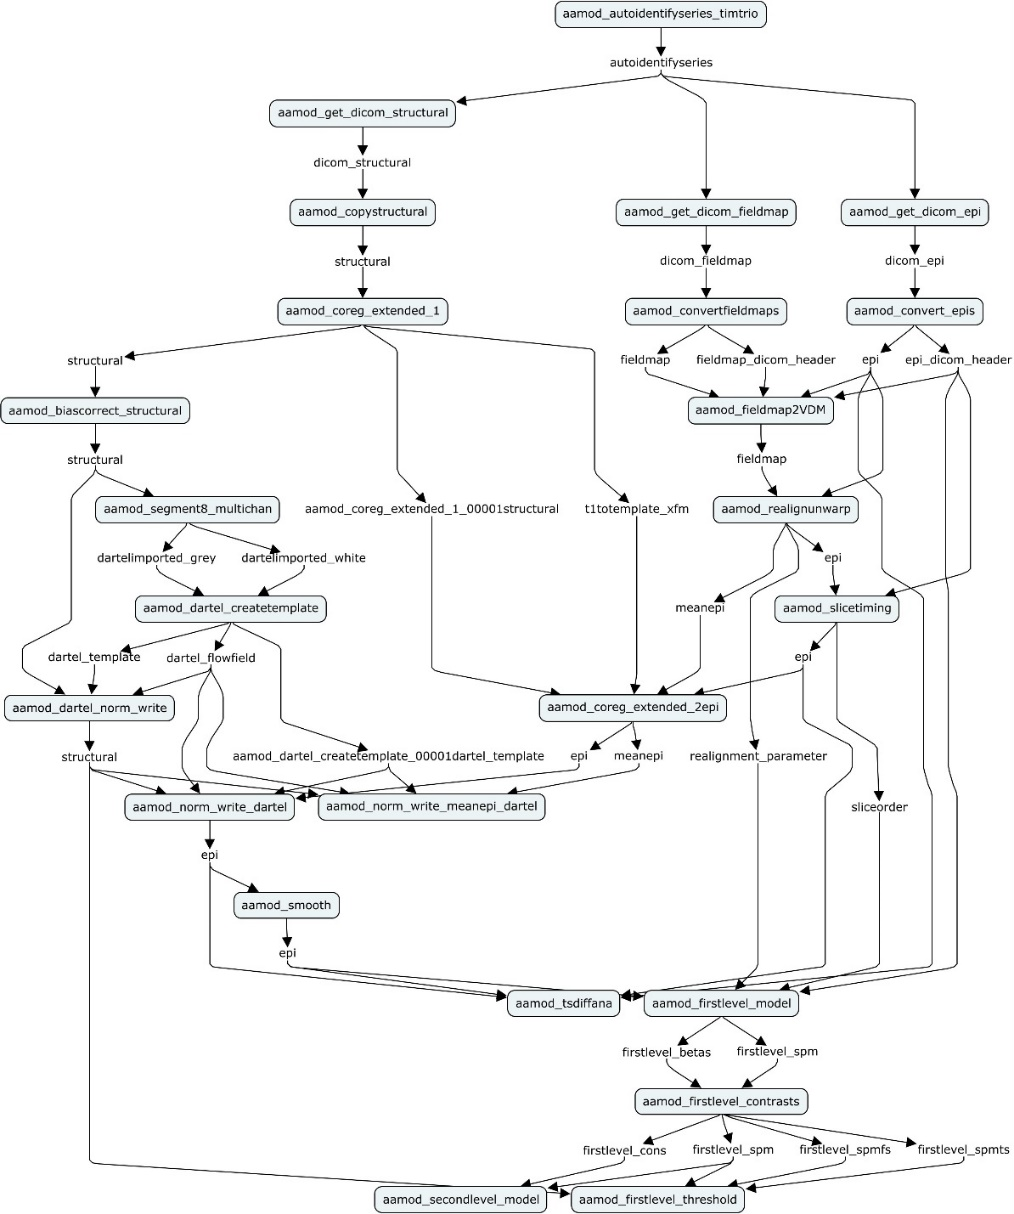 aamod_autoidentifyseries_timtrio
autoidentifyseries
aamod_get_dicom_structural
dicom_structural
aamod_copystructural
aamod_get_dicom_fieldmap
aamod_get_dicom_epi
structural
dicom_fieldmap
dicom_epi
aamod_coreg_extended_1
aamod_convertfieldmaps
aamod_convert_epis
structural
fieldmap
fieldmap_dicom_header
epi
epi_dicom_header
aamod_biascorrect_structural
aamod_fieldmap2VDM
structural
fieldmap
aamod_segment8_multichan
aamod_coreg_extended_1_00001structural
t1totemplate_xfm
aamod_realignunwarp
dartelimported_grey
dartelimported_white
epi
aamod_dartel_createtemplate
meanepi
aamod_slicetiming
dartel_template
dartel_flowfield
epi
aamod_dartel_norm_write
aamod_coreg_extended_2epi
structural
aamod_dartel_createtemplate_00001dartel_template
epi
meanepi
realignment_parameter
aamod_norm_write_dartel
aamod_norm_write_meanepi_dartel
sliceorder
epi
aamod_smooth
epi
aamod_tsdiffana
aamod_firstlevel_model
firstlevel_betas
firstlevel_spm
aamod_firstlevel_contrasts
firstlevel_cons
firstlevel_spm
firstlevel_spmfs
firstlevel_spmts
aamod_secondlevel_model
aamod_firstlevel_threshold